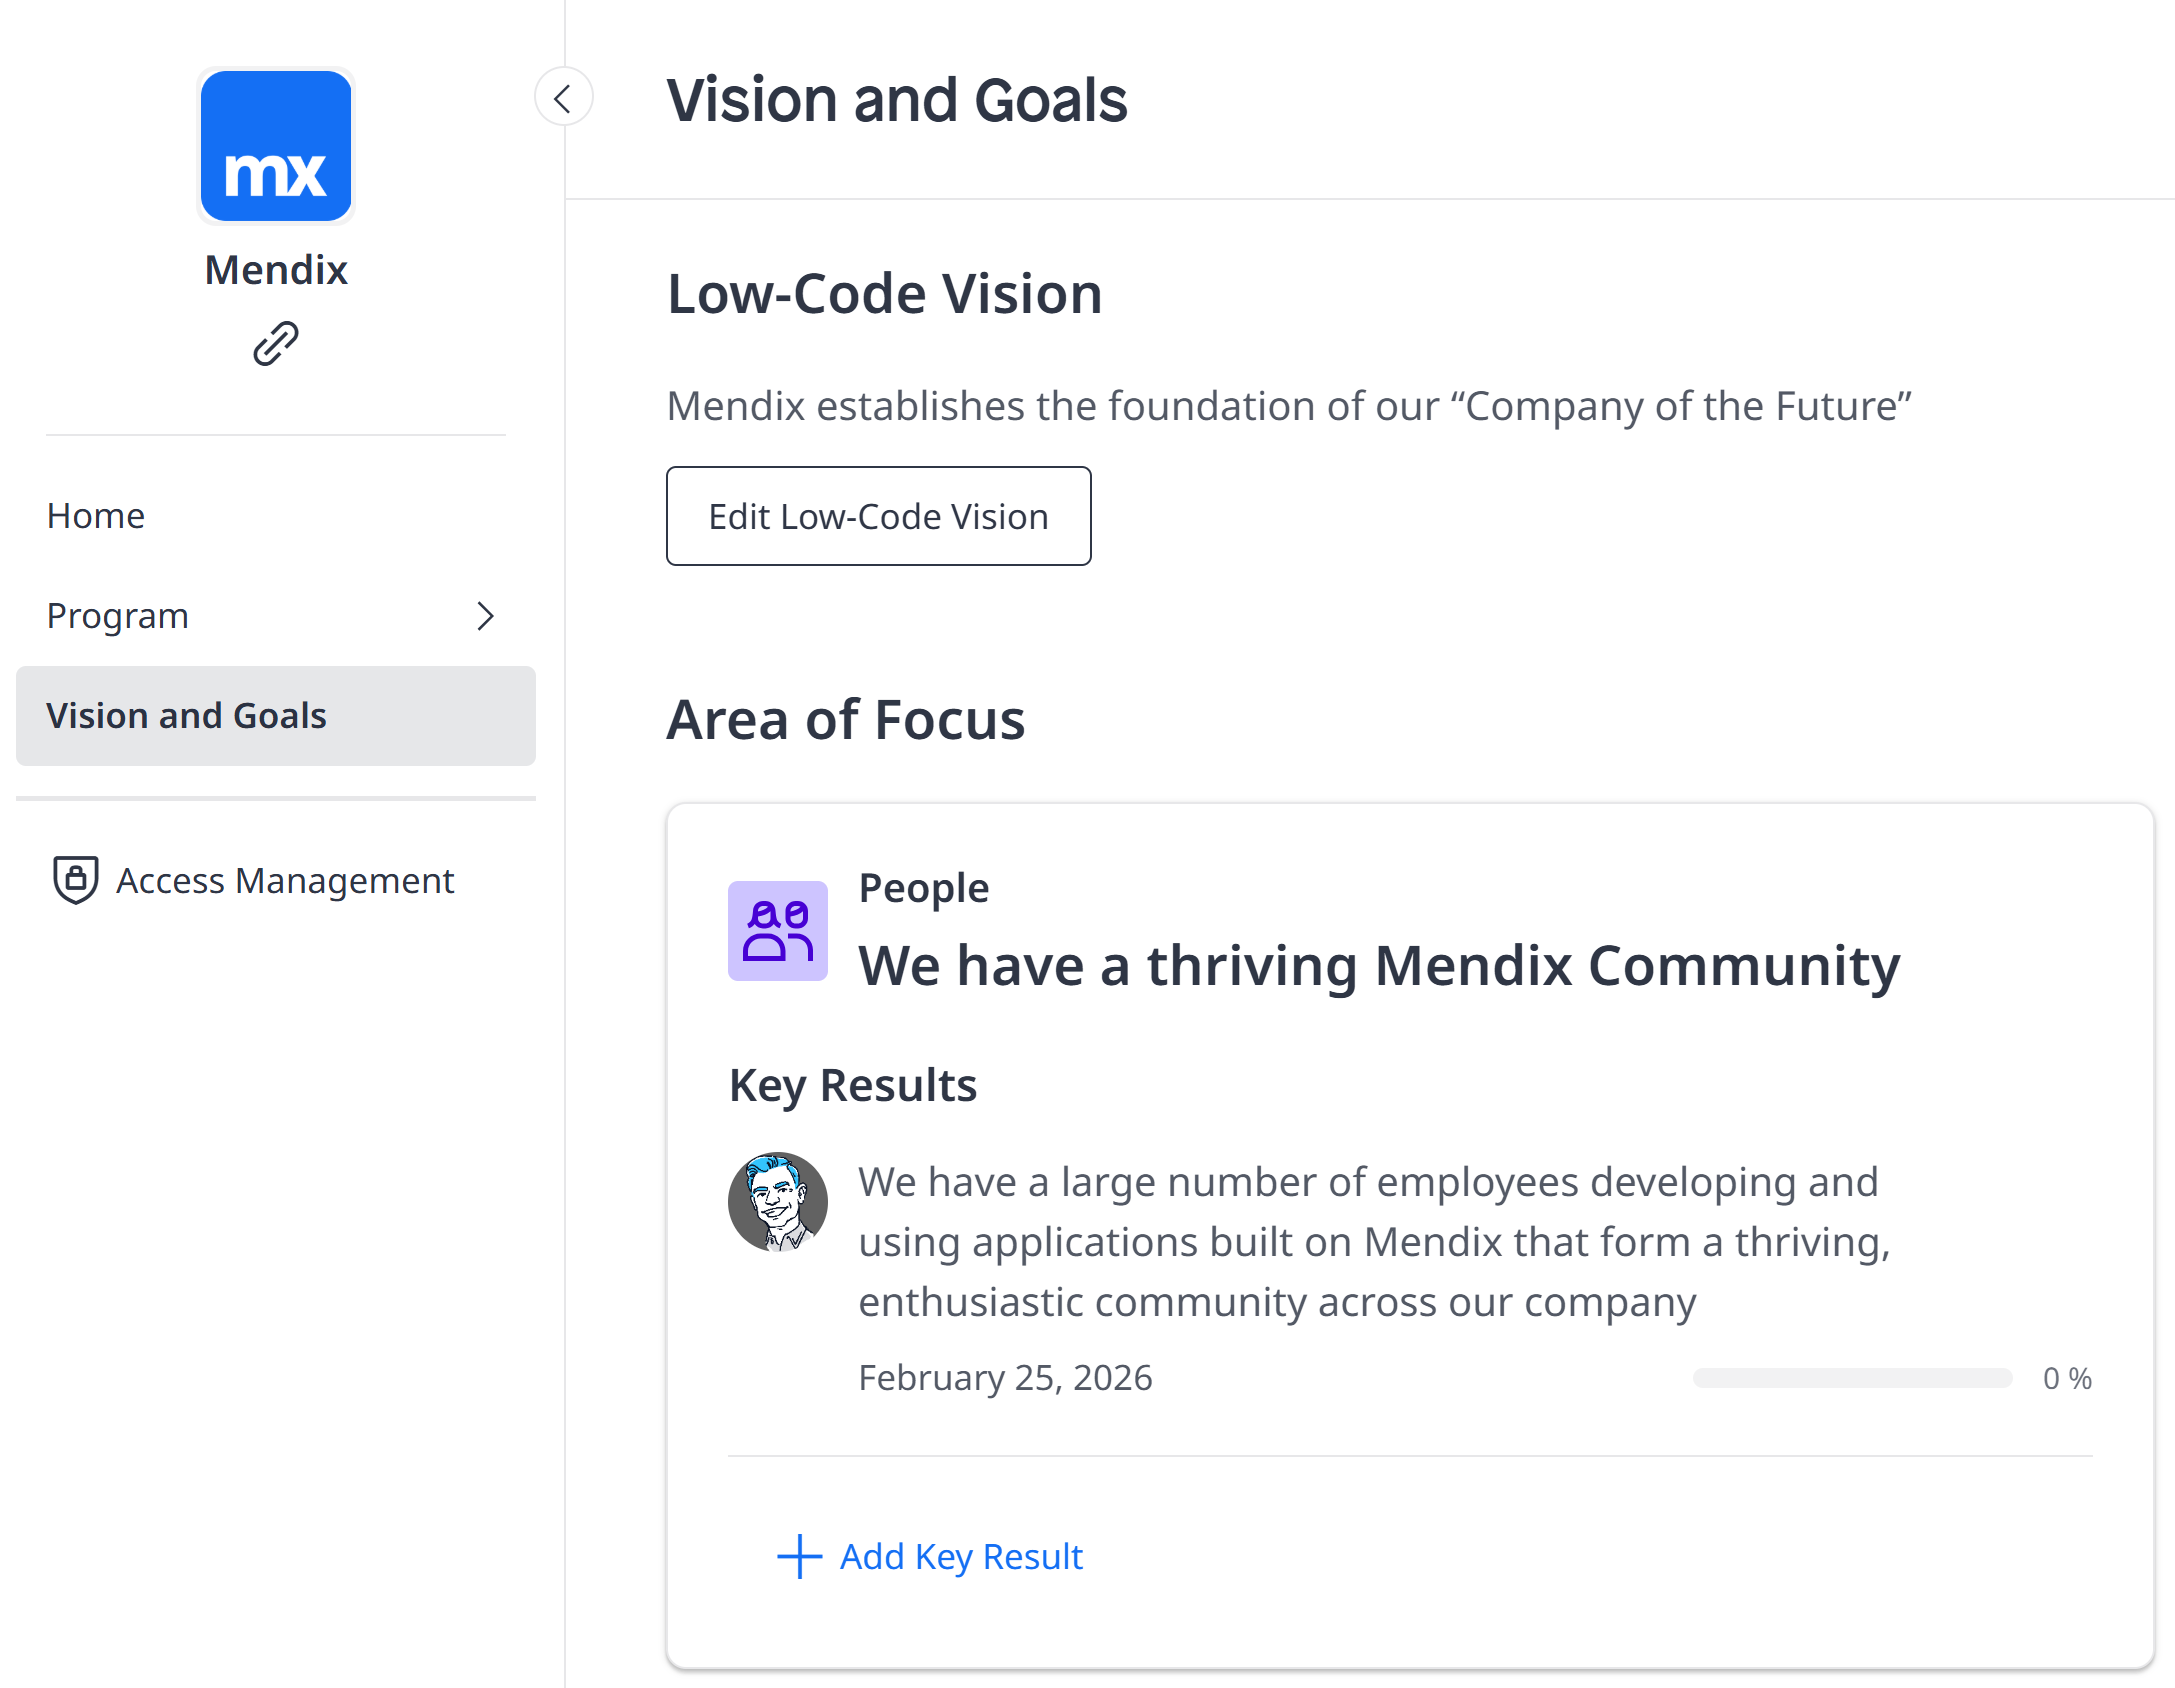 mx
Mendix
Home
Program
Vision and Goals
Access Management
Vision and Goals
Low-Code Vision
Mendix establishes the foundation of our “Company of the Future”
Edit Low-Code Vision
Area of Focus
People
We have a thriving Mendix Community
Key Results
We have a large number of employees developing and
using applications built on Mendix that form a thriving,
enthusiastic community across our company
February 25, 2026
0 %
Add Key Result